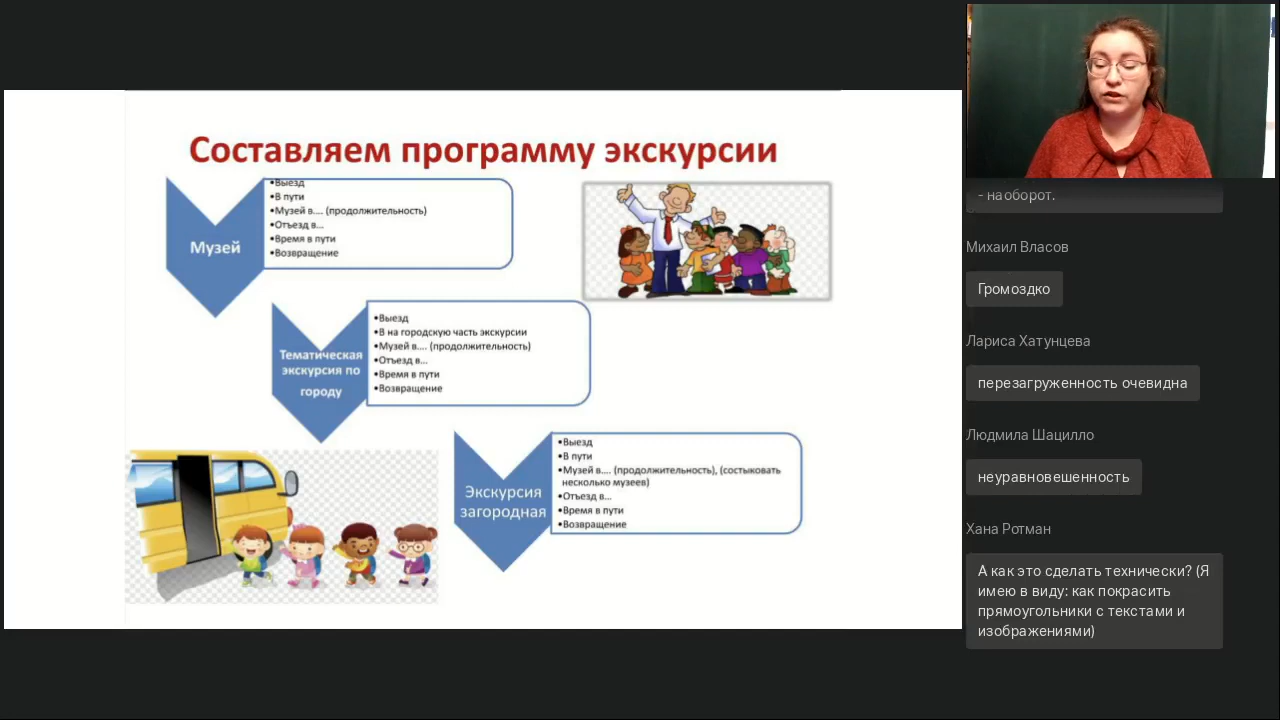 Составляем программу экскурсии
Музей
•Выезд
•В пути
•Музей в.... (продолжительность)
•Отъезд в...
•Время в пути
•Возвращение
Тематическая
экскурсия по
городу
•Выезд
•В на городскую часть экскурсии
•Музей в.... (продолжительность)
•Отъезд в...
•Время в пути
•Возвращение
Экскурсия
загородная
•Выезд
•В пути
•Музей в.... (продолжительность), (состыковать
несколько музеев)
•Отъезд в...
•Время в пути
•Возвращение
- наоборот.
Михаил Власов
Громоздко
Лариса Хатунцева
перезагруженность очевидна
Людмила Шацилло
неуравновешенность
Хана Ротман
А как это сделать технически? (Я
имею в виду: как покрасить
прямоугольники с текстами и
изображениями)